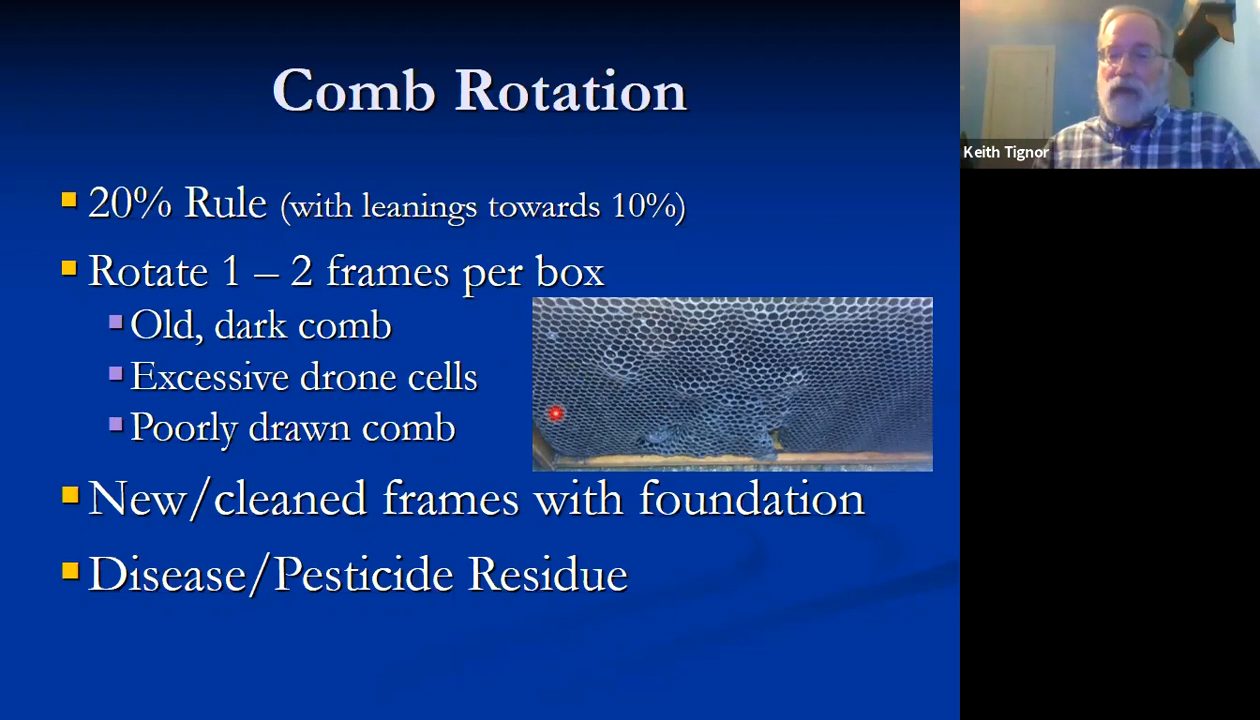 Comb Rotation
20% Rule (with leanings towards 10%)
Rotate 1 – 2 frames per box
Old, dark comb
Excessive drone cells
Poorly drawn comb
New/cleaned frames with foundation
Disease/Pesticide Residue
Keith Tignor